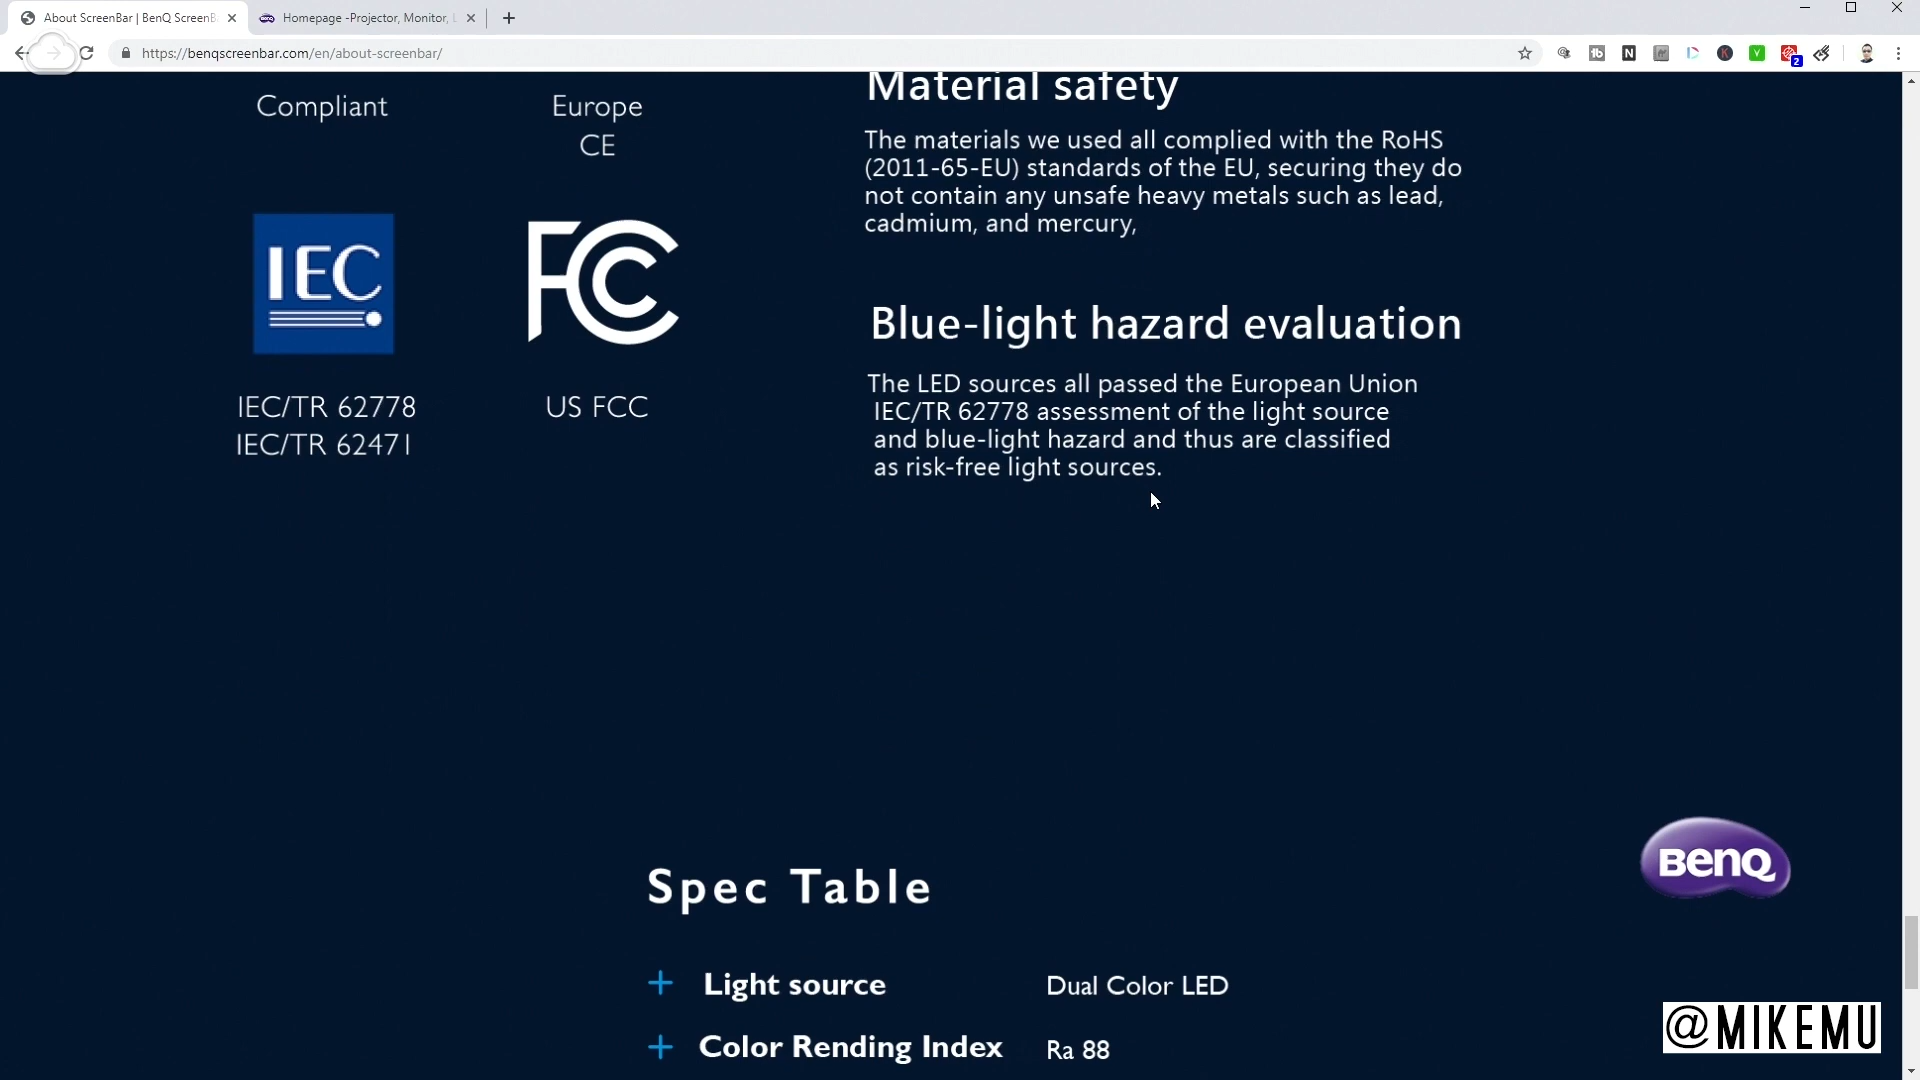 About ScreenBar | BenQ ScreenB
Homepage -Projector, Monitor,
https://benqscreenbar.com/en/about-screenbar/
2
Compliant
Europe
CE
IEC
FCC
IEC/TR 62778
IEC/TR 62471
US FCC
Material safety
The materials we used all complied with the RoHS
(2011-65-EU) standards of the EU, securing they do
not contain any unsafe heavy metals such as lead,
cadmium, and mercury,
Blue-light hazard evaluation
The LED sources all passed the European Union
IEC/TR 62778 assessment of the light source
and blue-light hazard and thus are classified
as risk-free light sources.
BenQ
Spec Table
+ Light source Dual Color LED
+ Color Rending Index Ra 88
@MIKEMU